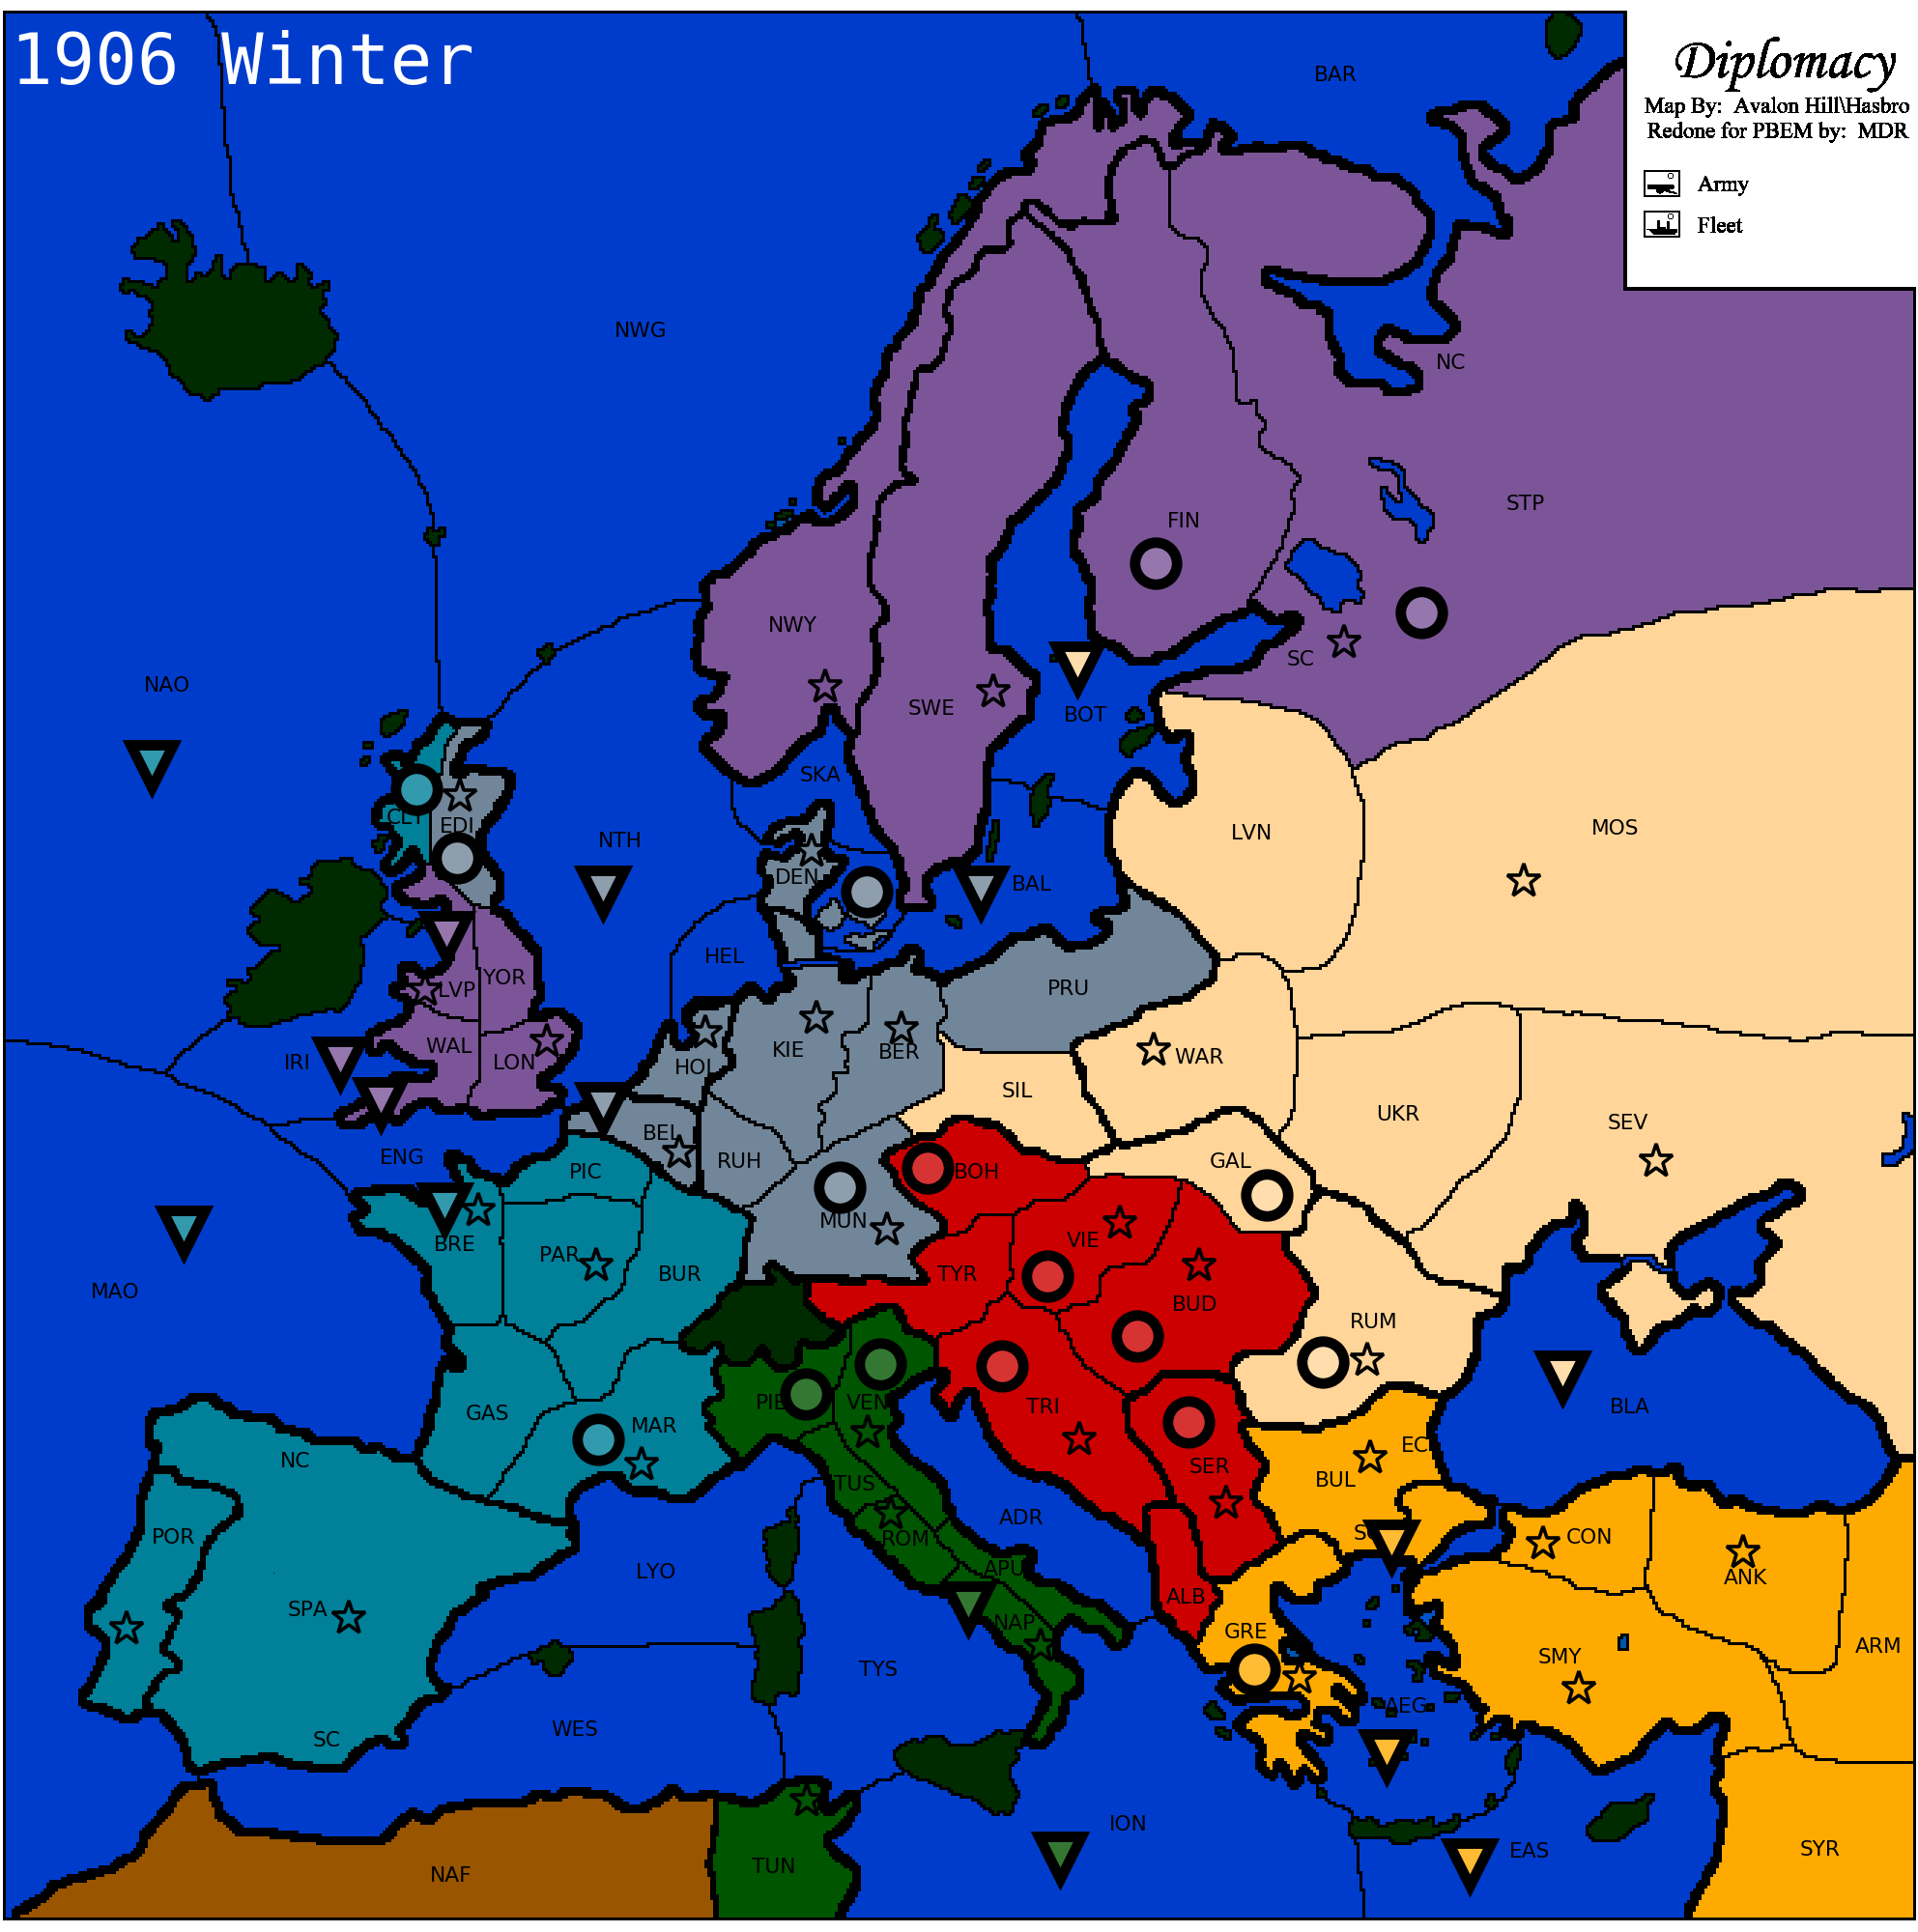 1906 Winter
Diplomacy
Map By: Avalon Hill\Hasbro
Redone for PBEM by: MDR
Army
Fleet
BAR
NWG
NC
STP
FIN
NWY
SC
NAO
SWE
BOT
SKA
CLY
EDI
NTH
LVN
MOS
DEN
BAL
HEL
YOR
LVP
PRU
IRI
WAL
LON
HOL
KIE
BER
WAR
SIL
UKR
SEV
BEL
ENG
PIC
RUH
BOH
GAL
MUN
BRE
PAR
BUR
VIE
TYR
MAO
BUD
RUM
GAS
MAR
PIE
VEN
TRI
BLA
NC
TUS
SER
BUL
EC
POR
ROM
ADR
SC
CON
LYO
APU
ANK
SPA
NAP
ALB
GRE
SMY
ARM
TYS
AEG
SC
WES
ION
EAS
SYR
NAF
TUN